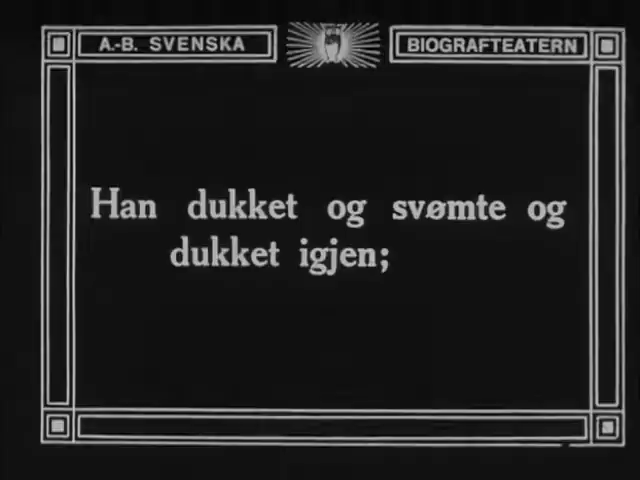 A.-B. SVENSKA BIOGRAFTEATERN
Han dukket og svømte og
dukket igjen;